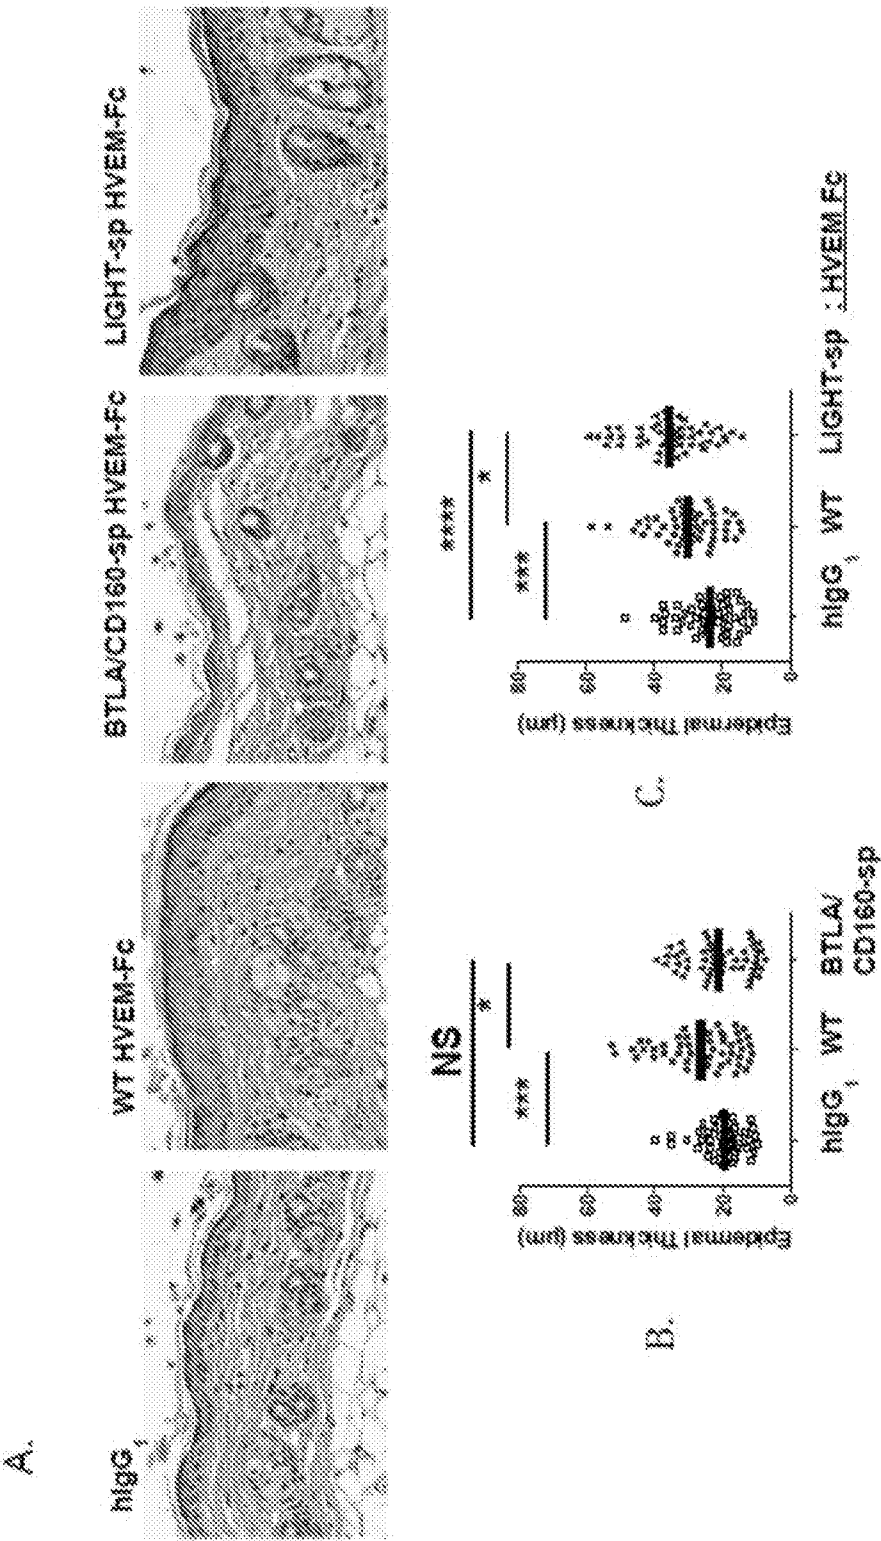 A.
hIgG1
WT HVEM-Fc
BTLA/CD160-sp HVEM-Fc
LIGHT-sp HVEM-Fc
B.
Epidermal Thickness (µm)
80
60
40
20
0
NS
*
***
hIgG1
WT
BTLA/
CD160-sp
C.
Epidermal Thickness (µm)
80
60
40
20
0
****
*
***
hIgG1
WT
LIGHT-sp
: HVEM Fc